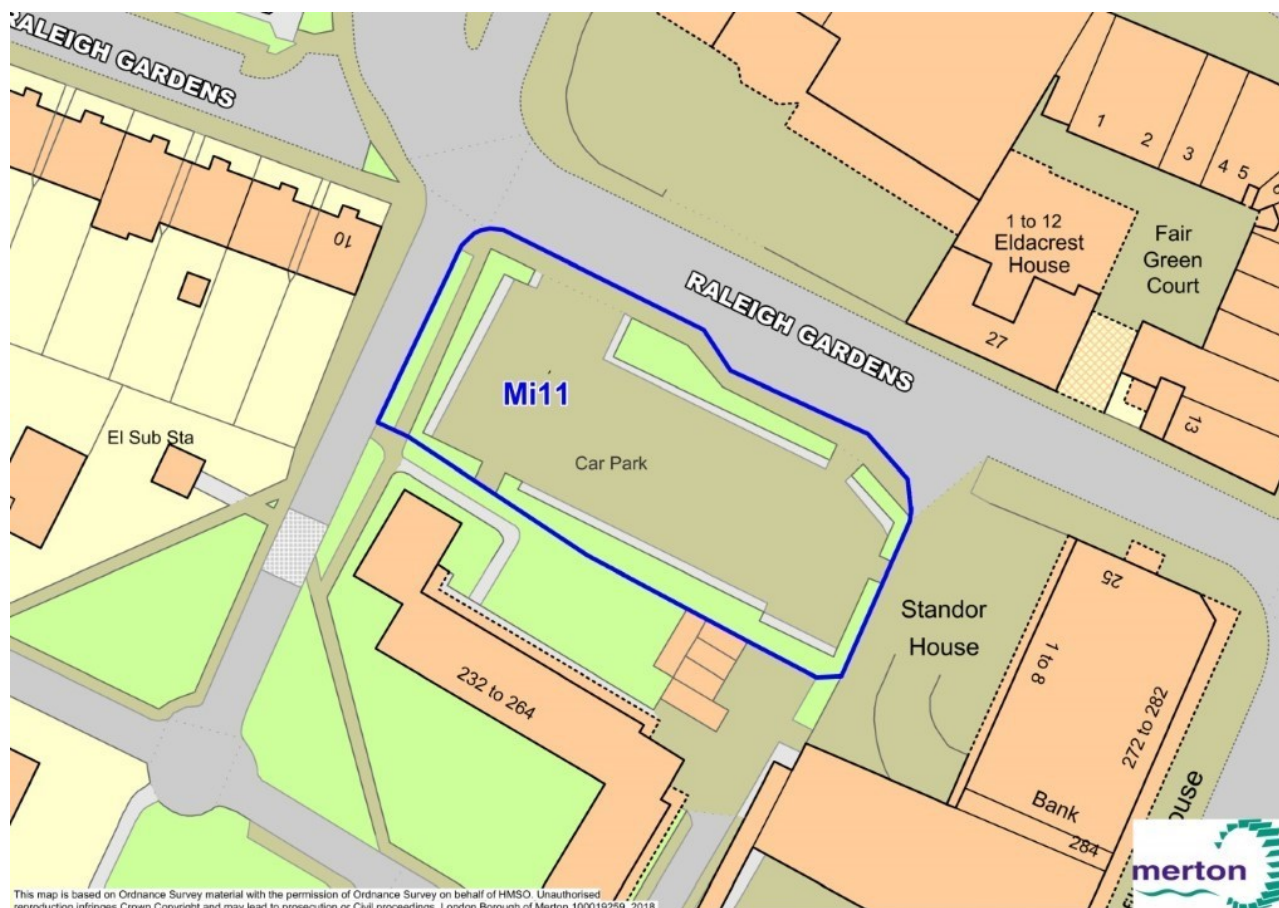 RALEIGH GARDENS
1
2
3
4
5
1 to 12
Eldacrest
House
Fair
Green
Court
10
RALEIGH GARDENS
27
13
Mi11
El Sub Sta
Car Park
Standor
House
25
1 to 8
272 to 282
232 to 264
Bank
284
merton
This map is based on Ordnance Survey material with the permission of Ordnance Survey on behalf of HMSO. Unauthorised
reproduction infringes Crown Copyright and may lead to prosecution or Civil proceedings. London Borough of Merton 100019259. 2018.